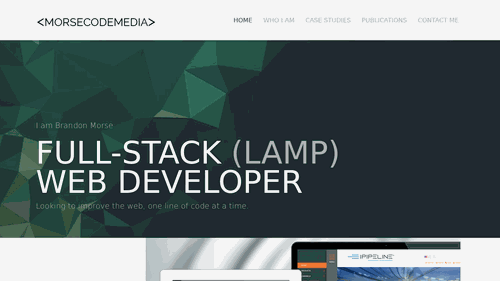 <MORSECODEMEDIA>
HOME WHO I AM CASE STUDIES PUBLICATIONS CONTACT ME
I am Brandon Morse
FULL-STACK (LAMP)
WEB DEVELOPER
Looking to improve the web, one line of code at a time.
IPIPELINE